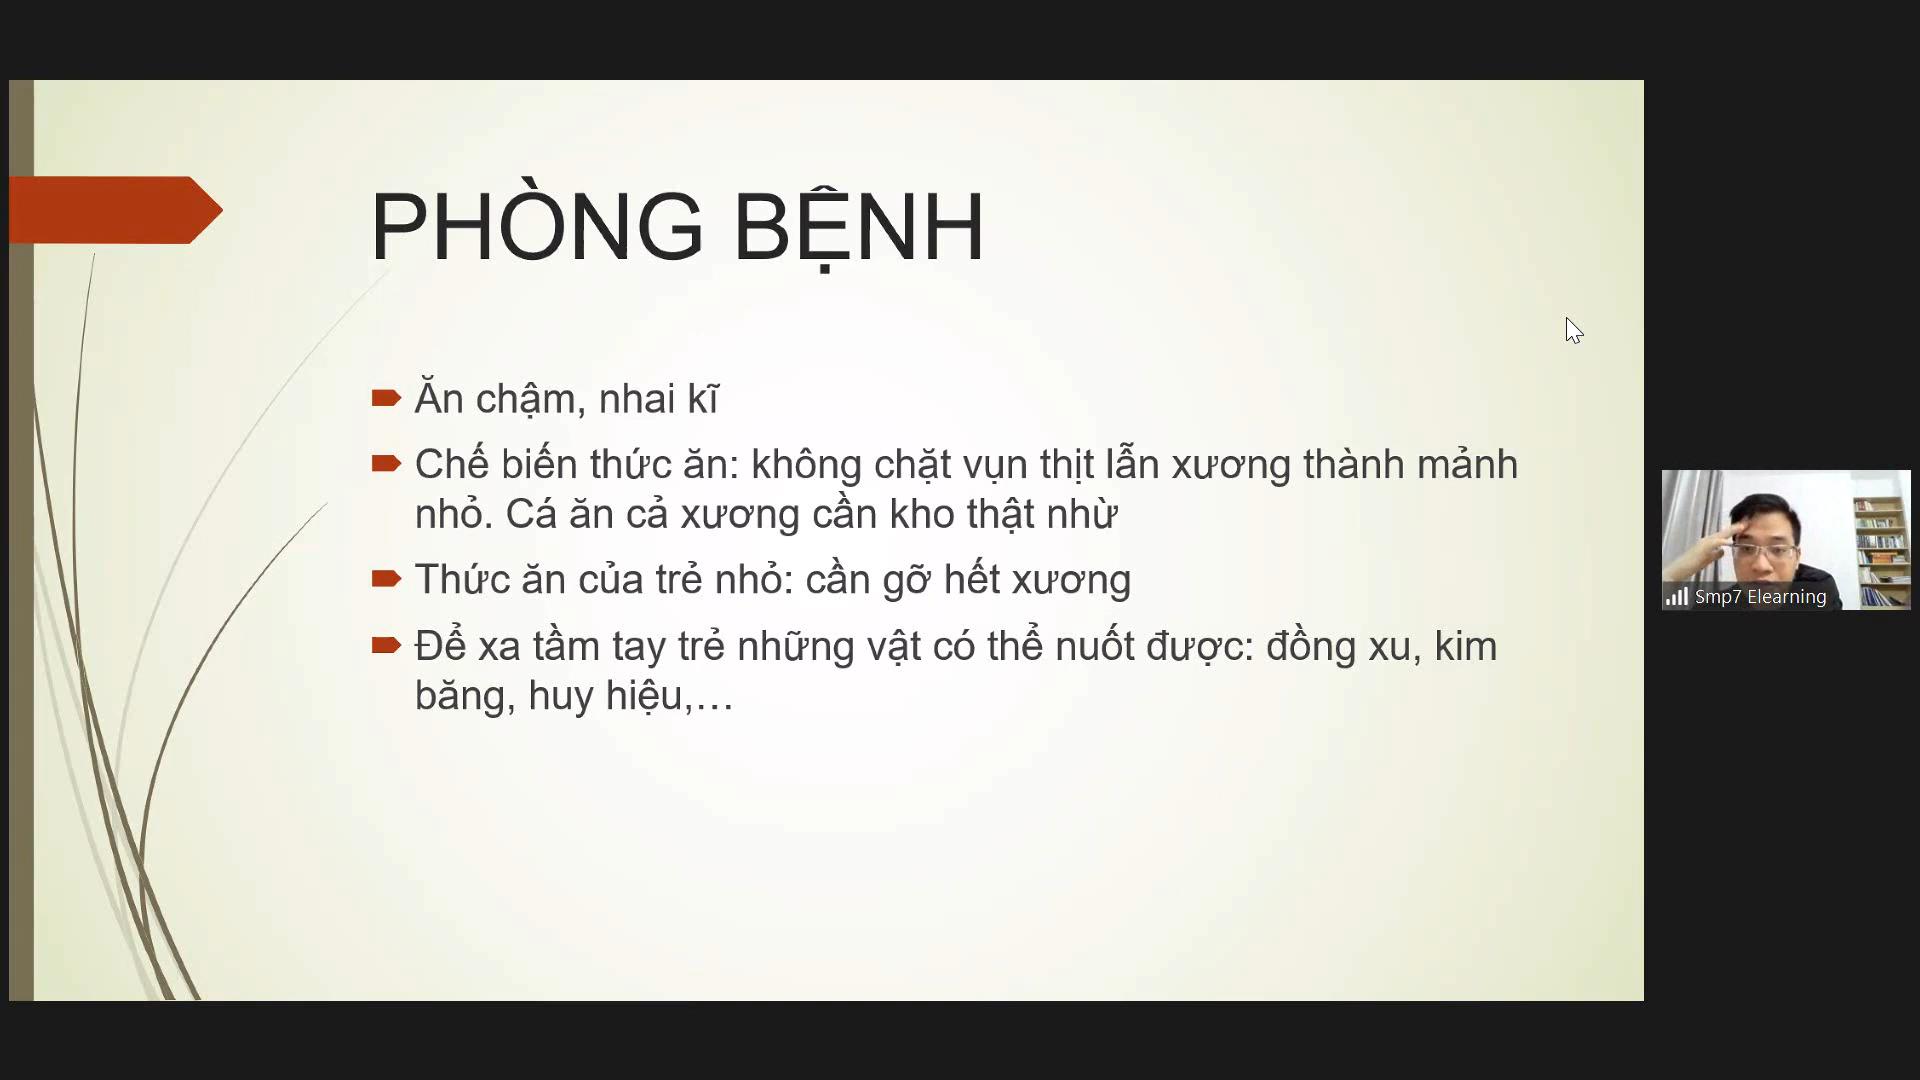 PHÒNG BỆNH
Ăn chậm, nhai kĩ
Chế biến thức ăn: không chặt vụn thịt lẫn xương thành mảnh
nhỏ. Cá ăn cả xương cần kho thật nhừ
Thức ăn của trẻ nhỏ: cần gỡ hết xương
Để xa tầm tay trẻ những vật có thể nuốt được: đồng xu, kim
băng, huy hiệu,…
Smp7 Elearning